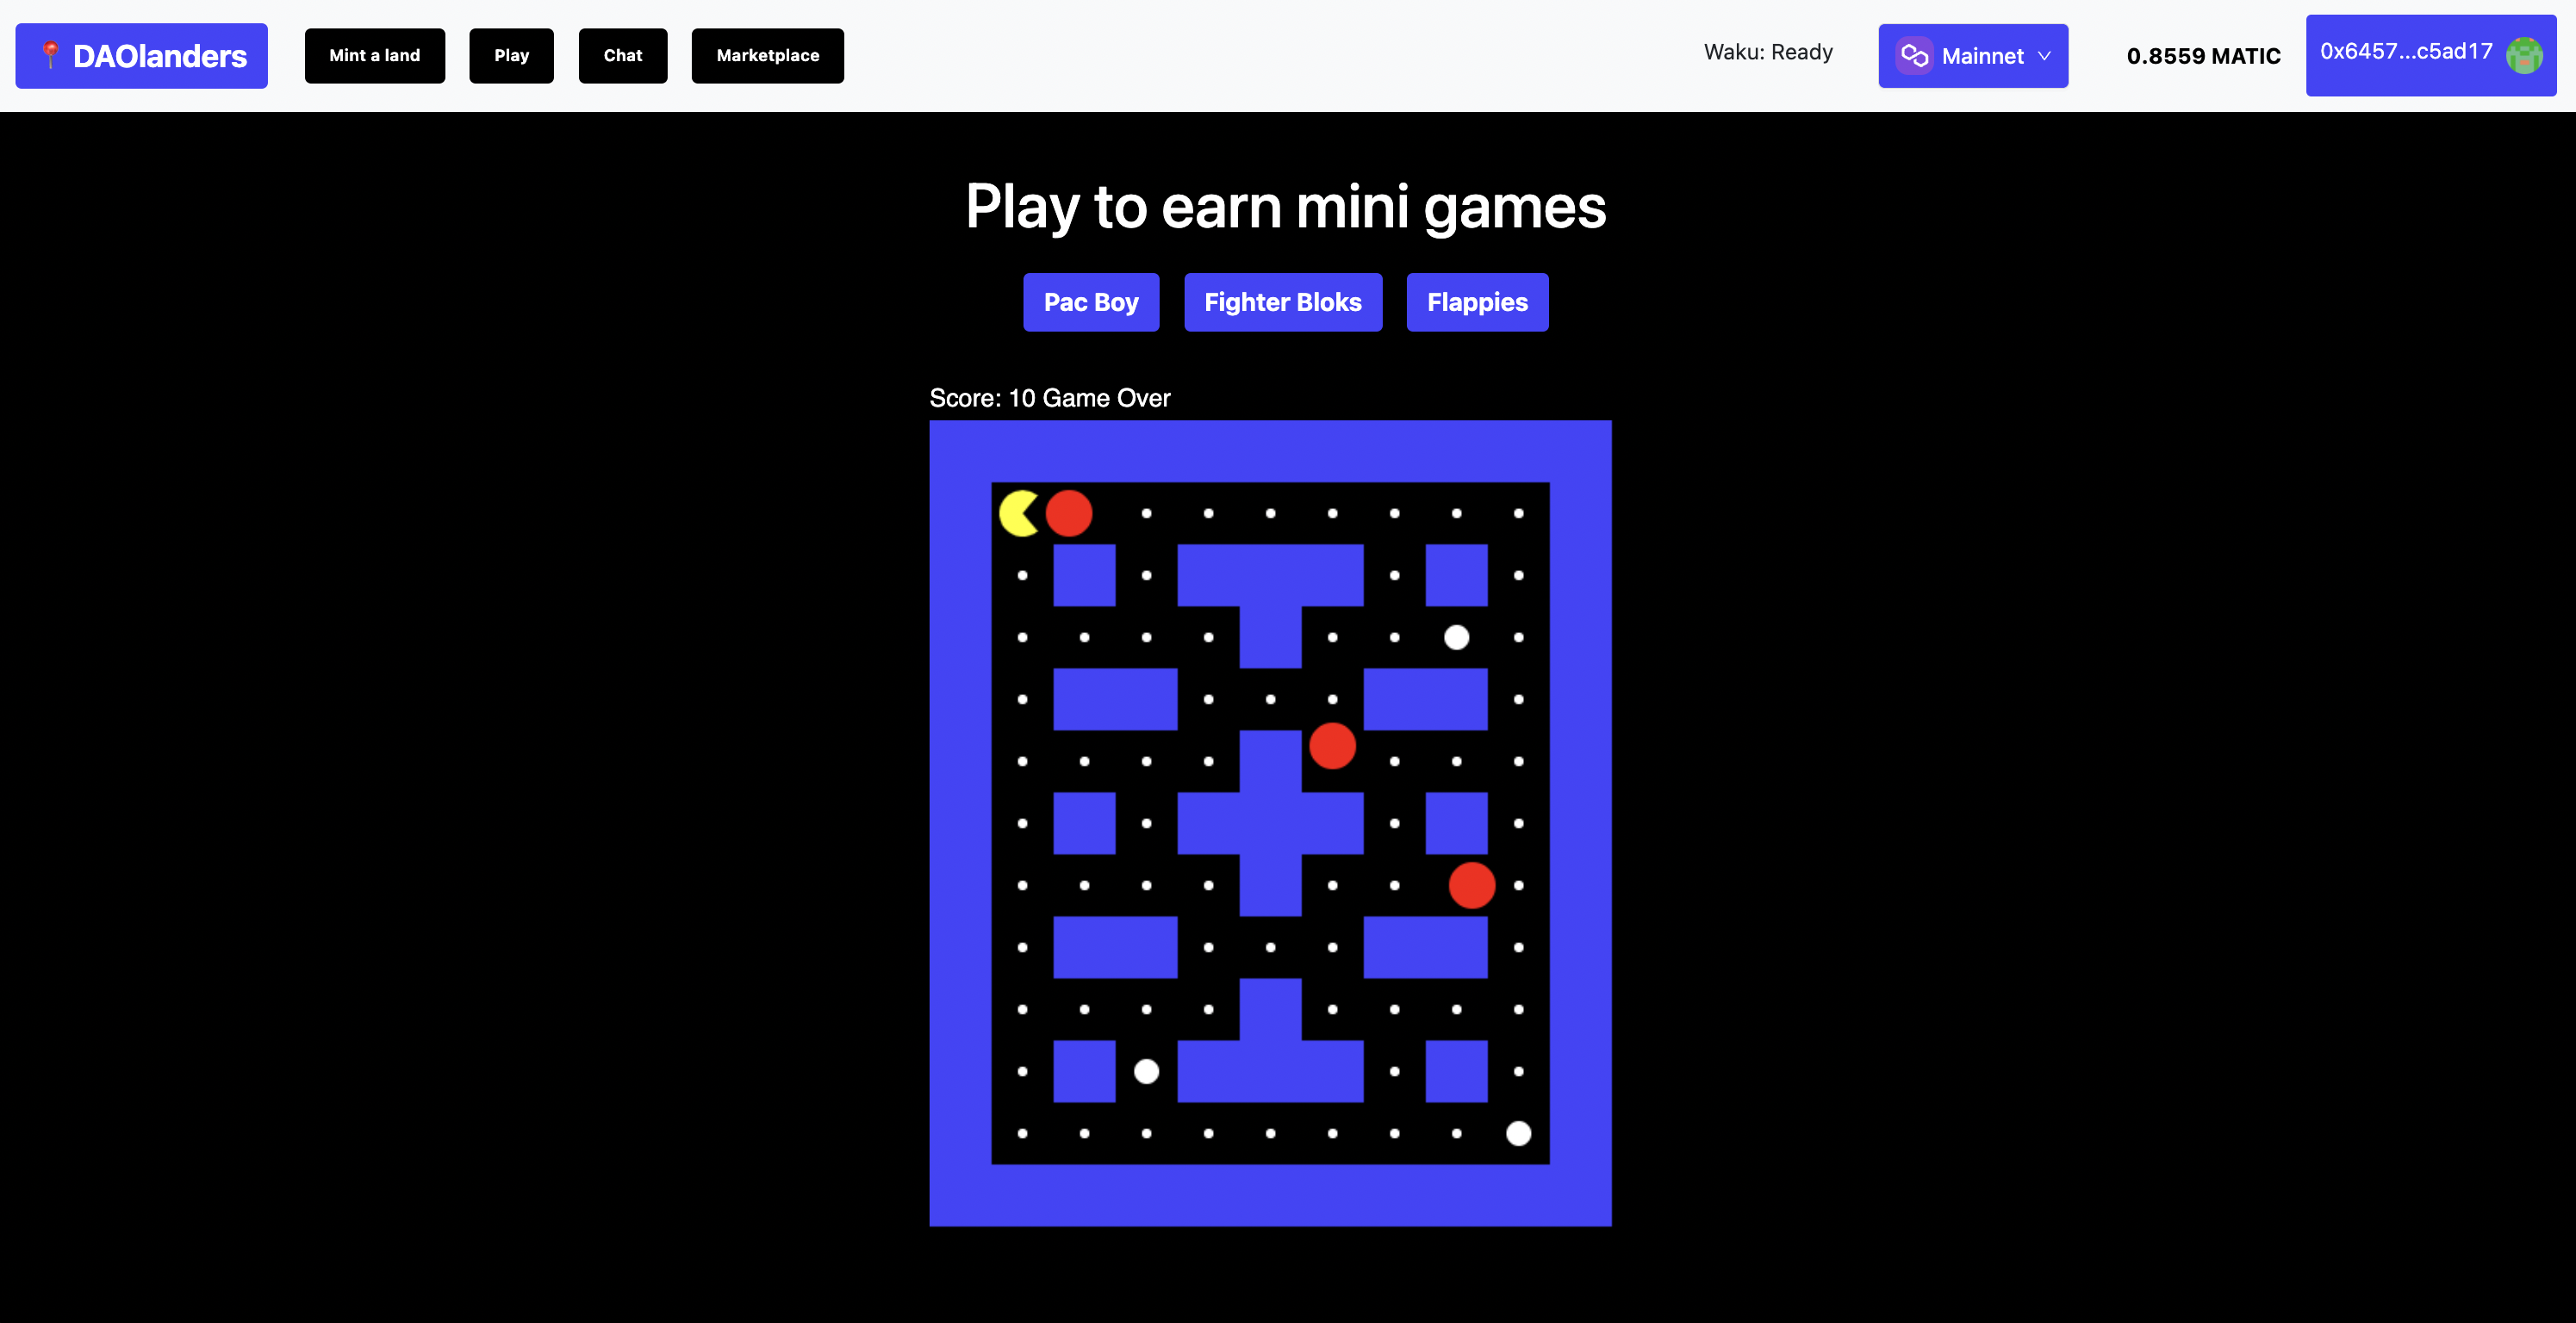 DAOlanders
Mint a land
Play
Chat
Marketplace
Waku: Ready
Mainnet
0.8559 MATIC
0x6457...c5ad17
Play to earn mini games
Pac Boy
Fighter Bloks
Flappies
Score: 10 Game Over